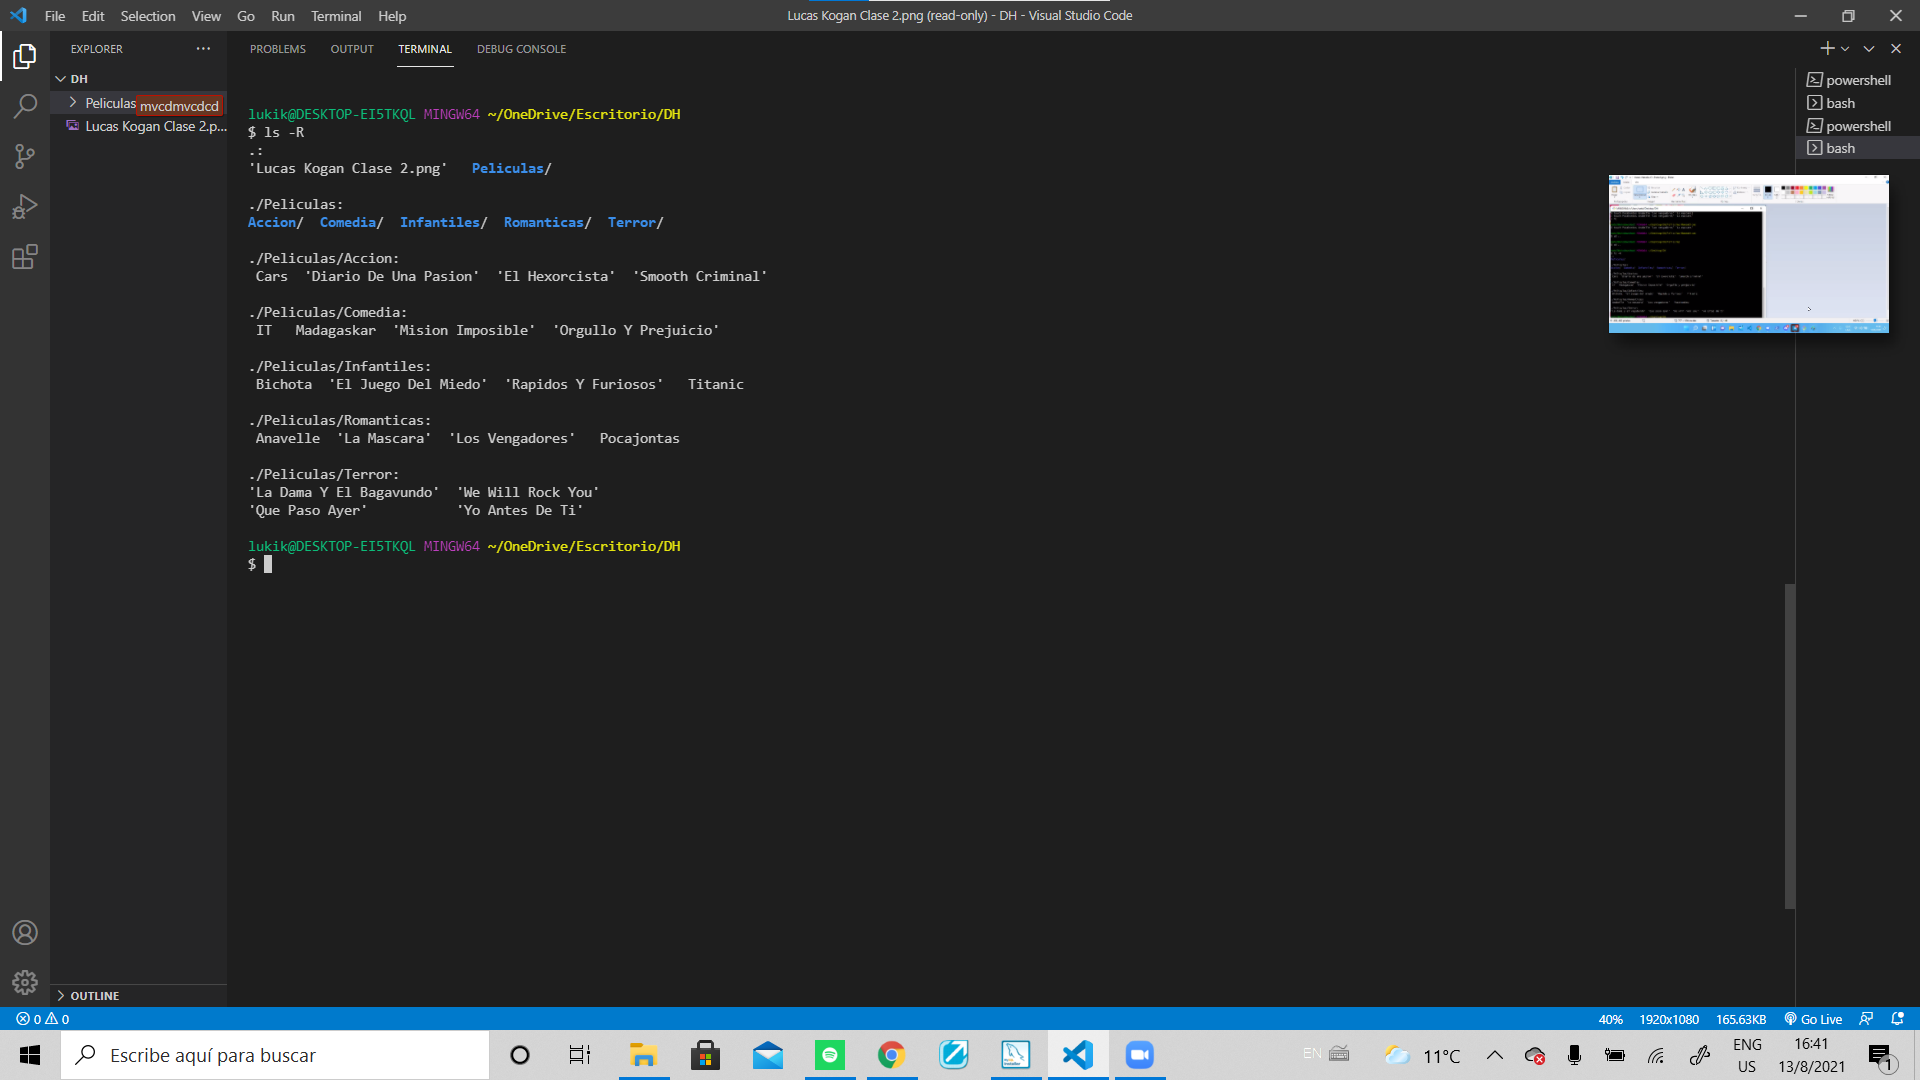 File Edit Selection View Go Run Terminal Help
Lucas Kogan Clase 2.png (read-only) - DH - Visual Studio Code
EXPLORER
PROBLEMS OUTPUT TERMINAL DEBUG CONSOLE
DH
Peliculas mvcdmvcdcd
Lucas Kogan Clase 2.p...
lukik@DESKTOP-EI5TKQL MINGW64 ~/OneDrive/Escritorio/DH
$ ls -R
.:
'Lucas Kogan Clase 2.png' Peliculas/
./Peliculas:
Accion/ Comedia/ Infantiles/ Romanticas/ Terror/
./Peliculas/Accion:
Cars 'Diario De Una Pasion' 'El Hexorcista' 'Smooth Criminal'
./Peliculas/Comedia:
IT Madagaskar 'Mision Imposible' 'Orgullo Y Prejuicio'
./Peliculas/Infantiles:
Bichota 'El Juego Del Miedo' 'Rapidos Y Furiosos' Titanic
./Peliculas/Romanticas:
Anavelle 'La Mascara' 'Los Vengadores' Pocajontas
./Peliculas/Terror:
'La Dama Y El Bagavundo' 'We Will Rock You'
'Que Paso Ayer' 'Yo Antes De Ti'
lukik@DESKTOP-EI5TKQL MINGW64 ~/OneDrive/Escritorio/DH
$
powershell
bash
powershell
bash
OUTLINE
0 0
40% 1920x1080 165.63KB Go Live
Escribe aquí para buscar
EN
11°C
ENG
US
16:41
13/8/2021
1